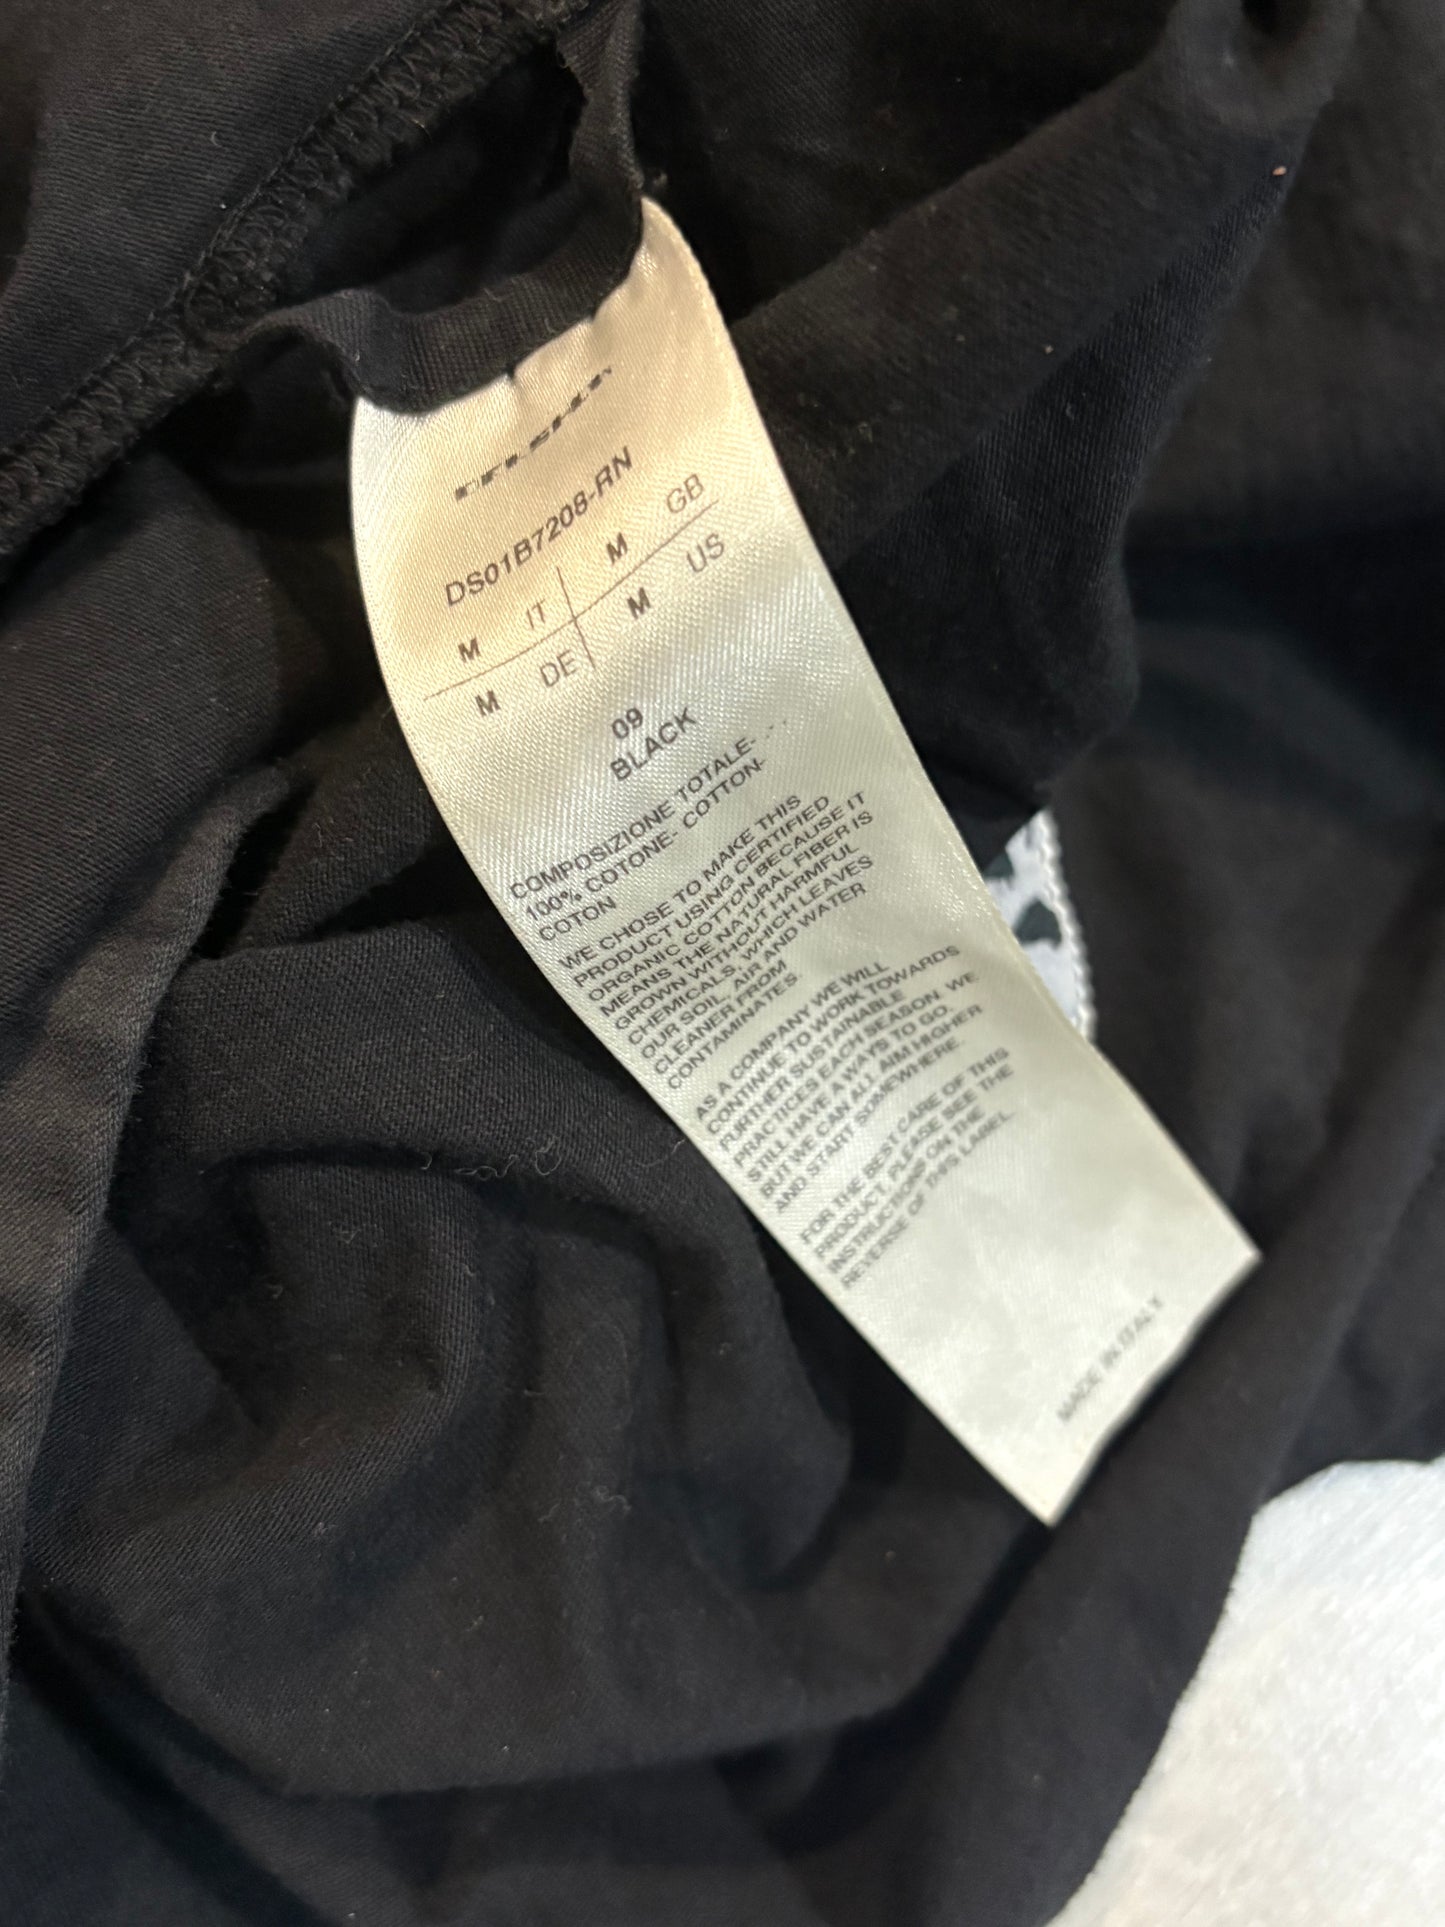 DS01B7208-RN
M IT M GB
M DE M US
09
BLACK
COMPOSIZIONE TOTALE-
100% COTONE- COTTON-
COTON
WE CHOSE TO MAKE THIS
PRODUCT USING CERTIFIED
ORGANIC COTTON BECAUSE IT
MEANS THE NATURAL FIBER IS
GROWN WITHOUT HARMFUL
CHEMICALS, WHICH LEAVES
OUR SOIL, AIR AND WATER
CLEANER FROM
CONTAMINATES.
AS A COMPANY WE WILL
CONTINUE TO WORK TOWARDS
FURTHER SUSTAINABLE
PRACTICES EACH SEASON. WE
STILL HAVE A WAYS TO GO,
BUT WE CAN ALL AIM HIGHER
AND START SOMEWHERE.
FOR THE BEST CARE OF THIS
PRODUCT, PLEASE SEE THE
INSTRUCTIONS ON THE
REVERSE OF THIS LABEL.
MADE IN ITALY